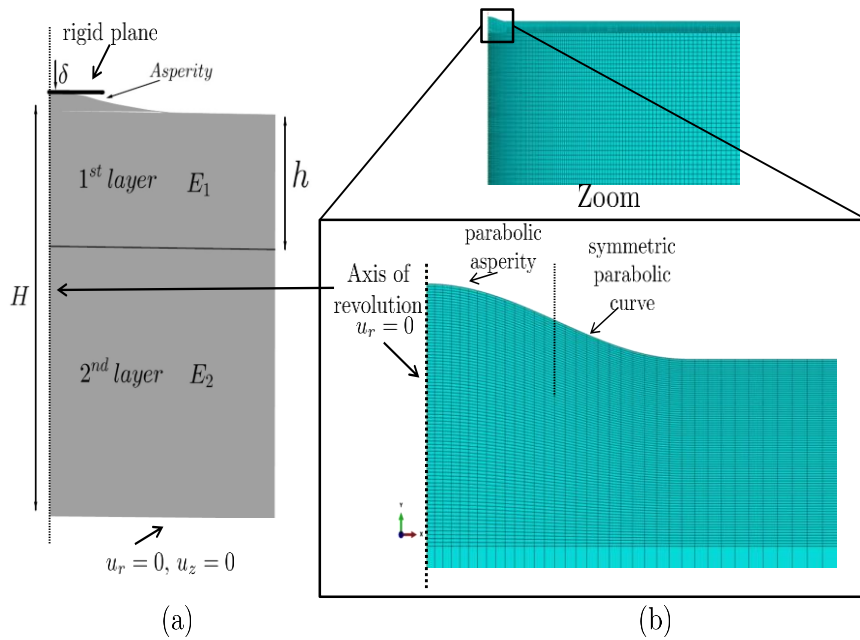 rigid plane
δ
Asperity
1st layer E1
h
H
2nd layer E2
ur = 0, uz = 0
(a)
Zoom
parabolic
asperity
symmetric
parabolic
curve
Axis of
revolution
ur = 0
Y
X
(b)